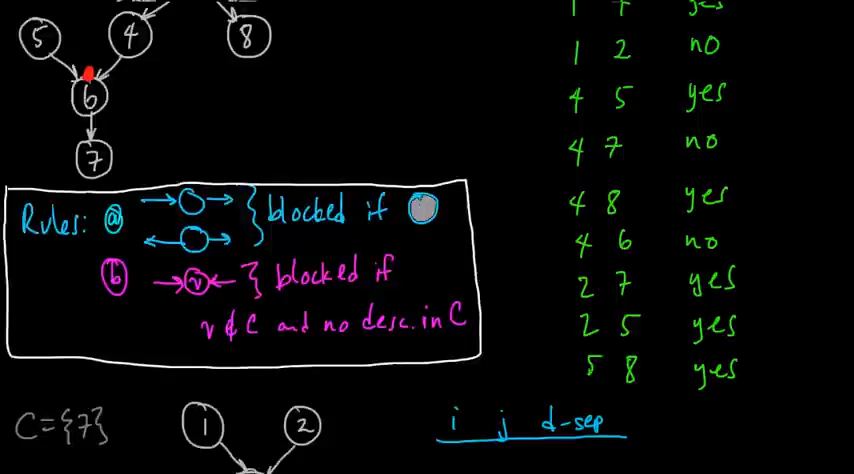 5 4 8
6
7
1 2 no
4 5 yes
4 7 no
4 8 yes
4 6 no
2 7 yes
2 5 yes
5 8 yes
Rules: a } blocked if
b v } blocked if
v ∉ C and no desc. in C
C={7}
1 2
i j d-sep